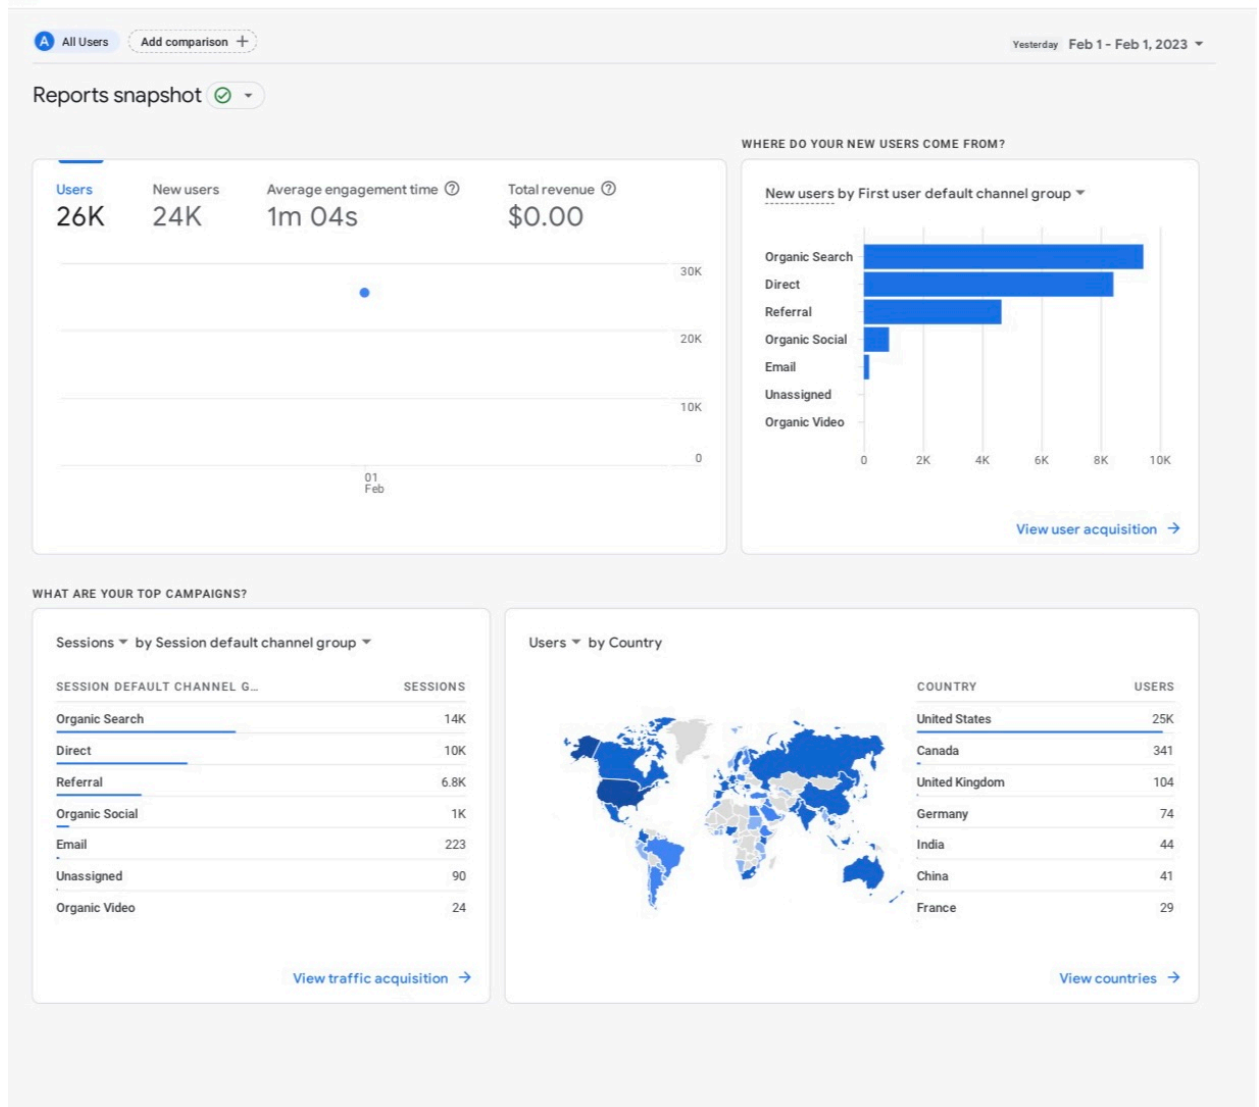 A All Users Add comparison +
Yesterday Feb 1 - Feb 1, 2023
Reports snapshot
Users
26K
New users
24K
Average engagement time
1m 04s
Total revenue
$0.00
30K
20K
10K
0
01
Feb
WHERE DO YOUR NEW USERS COME FROM?
New users by First user default channel group
Organic Search
Direct
Referral
Organic Social
Email
Unassigned
Organic Video
0 2K 4K 6K 8K 10K
View user acquisition
WHAT ARE YOUR TOP CAMPAIGNS?
Sessions by Session default channel group
SESSION DEFAULT CHANNEL G... SESSIONS
Organic Search 14K
Direct 10K
Referral 6.8K
Organic Social 1K
Email 223
Unassigned 90
Organic Video 24
View traffic acquisition
Users by Country
COUNTRY USERS
United States 25K
Canada 341
United Kingdom 104
Germany 74
India 44
China 41
France 29
View countries